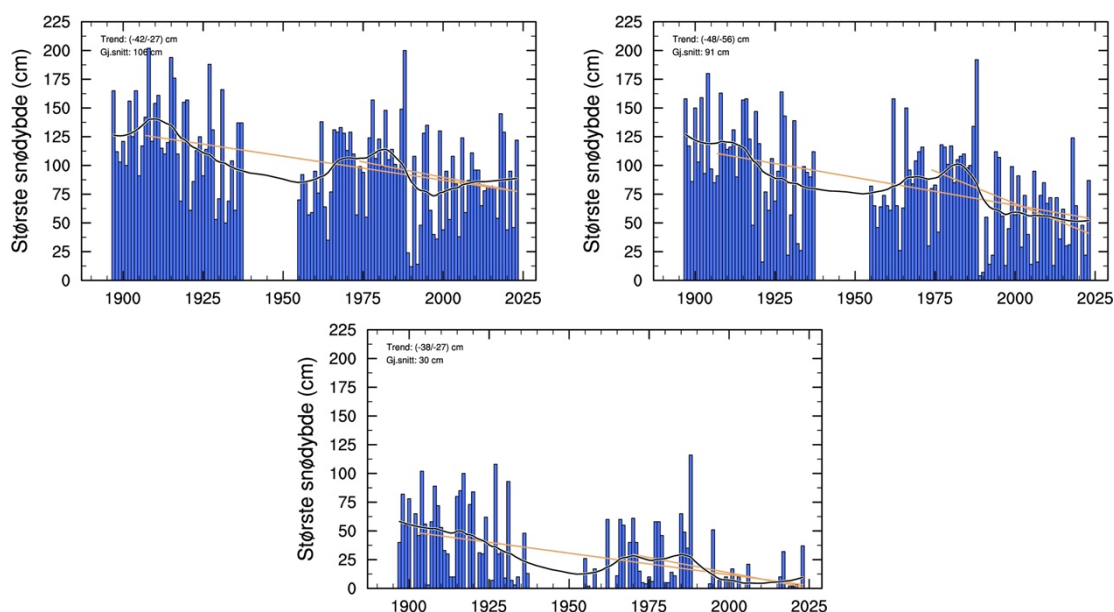 Største snødybde (cm)
225
200
175
150
125
100
75
50
25
0
Trend: (-42/-27) cm
Gj.snitt: 106 cm
1900 1925 1950 1975 2000 2025
Største snødybde (cm)
225
200
175
150
125
100
75
50
25
0
Trend: (-48/-56) cm
Gj.snitt: 91 cm
1900 1925 1950 1975 2000 2025
Største snødybde (cm)
225
200
175
150
125
100
75
50
25
0
Trend: (-38/-27) cm
Gj.snitt: 30 cm
1900 1925 1950 1975 2000 2025